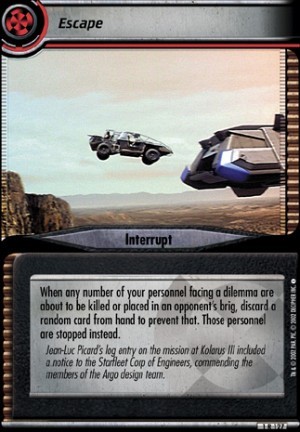 Escape
Interrupt
When any number of your personnel facing a dilemma are
about to be killed or placed in an opponent's brig, discard a
random card from hand to prevent that. Those personnel
are stopped instead.
Jean-Luc Picard's log entry on the mission at Kolarus III included
a notice to the Starfleet Corp of Engineers, commending the
members of the Argo design team.